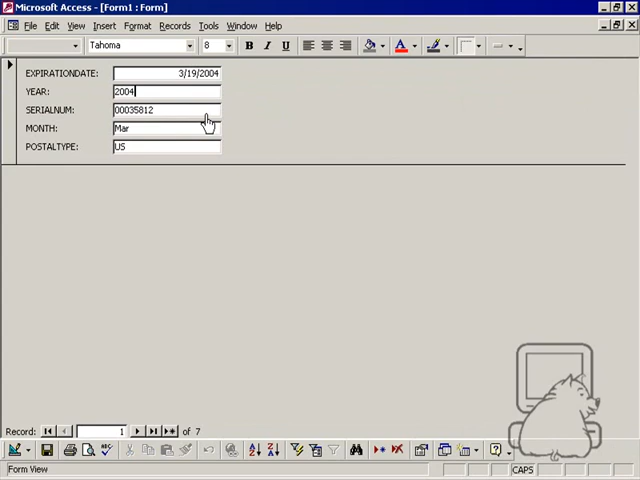 Microsoft Access - [Form1 : Form]
File Edit View Insert Format Records Tools Window Help
Tahoma 8 B I U A
EXPIRATIONDATE: 3/19/2004
YEAR: 2004
SERIALNUM: 00035812
MONTH: Mar
POSTALTYPE: US
Record: 1 of 7
Form View CAPS